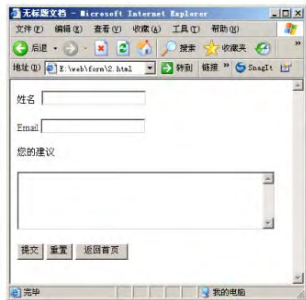 无标题文档 - Microsoft Internet Explorer
文件(F) 编辑(E) 查看(V) 收藏(A) 工具(T) 帮助(H)
后退 搜索 收藏夹 »
地址(D) E:\web\form\2.html 转到 链接 » SnagIt
姓名
Email
您的建议
提交 重置 返回首页
完毕 我的电脑